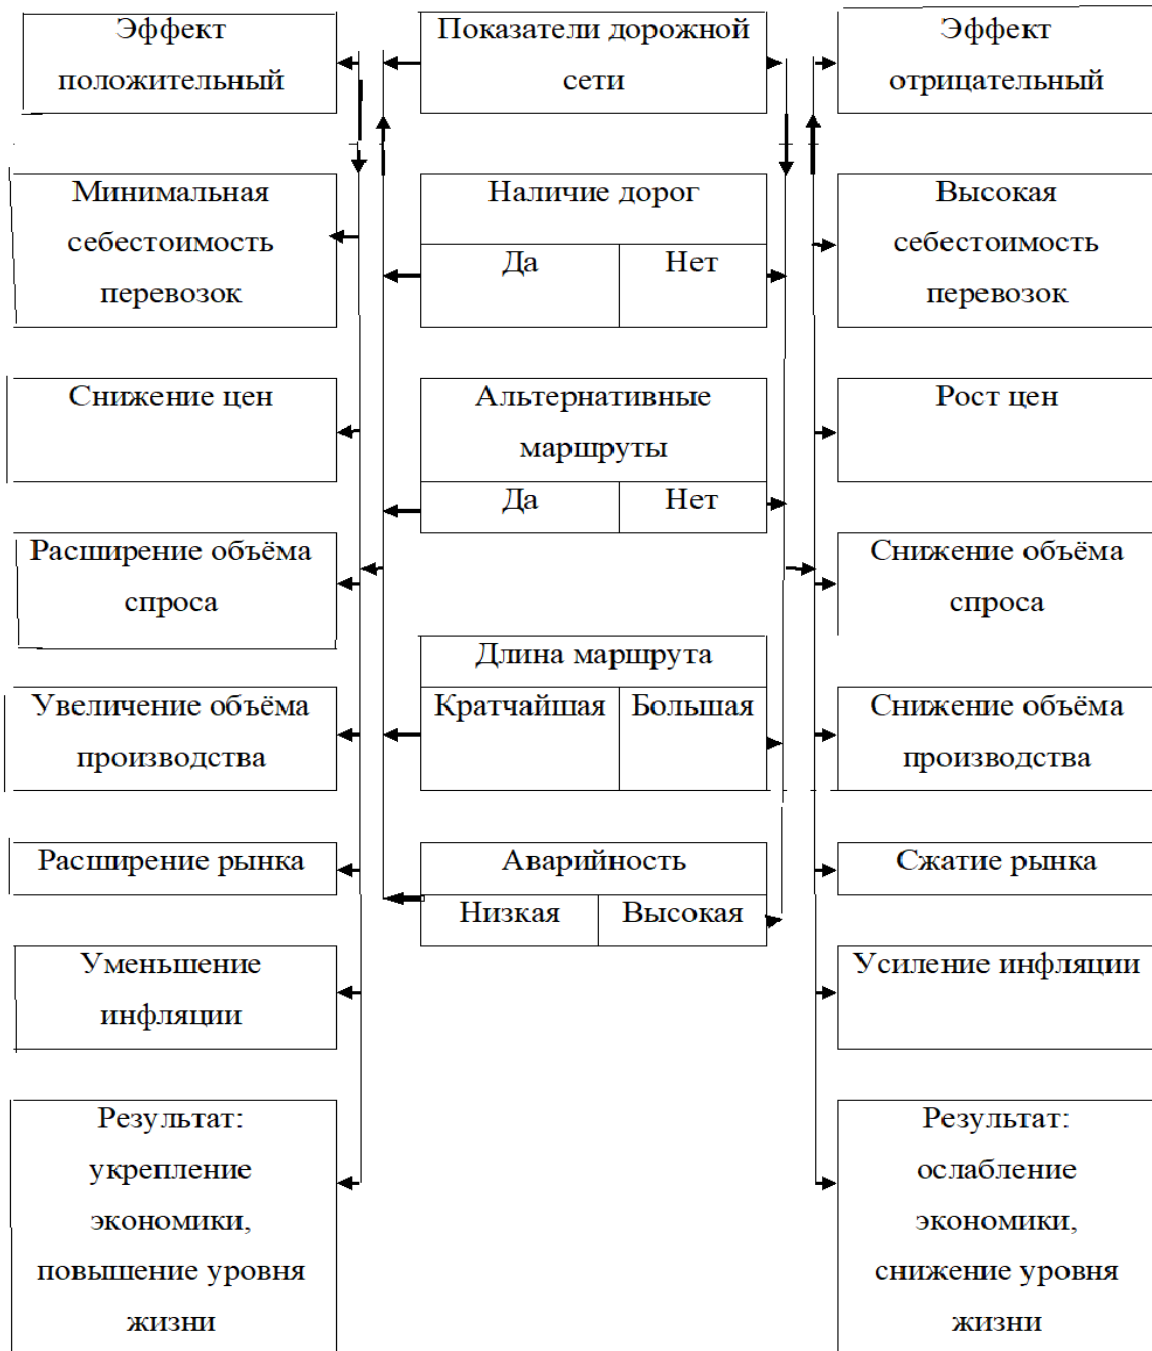 Эффект
положительный
Показатели дорожной
сети
Эффект
отрицательный
Минимальная
себестоимость
перевозок
Наличие дорог
Да
Нет
Высокая
себестоимость
перевозок
Снижение цен
Альтернативные
маршруты
Да
Нет
Рост цен
Расширение объёма
спроса
Снижение объёма
спроса
Длина маршрута
Кратчайшая
Большая
Увеличение объёма
производства
Снижение объёма
производства
Расширение рынка
Аварийность
Низкая
Высокая
Сжатие рынка
Уменьшение
инфляции
Усиление инфляции
Результат:
укрепление
экономики,
повышение уровня
жизни
Результат:
ослабление
экономики,
снижение уровня
жизни